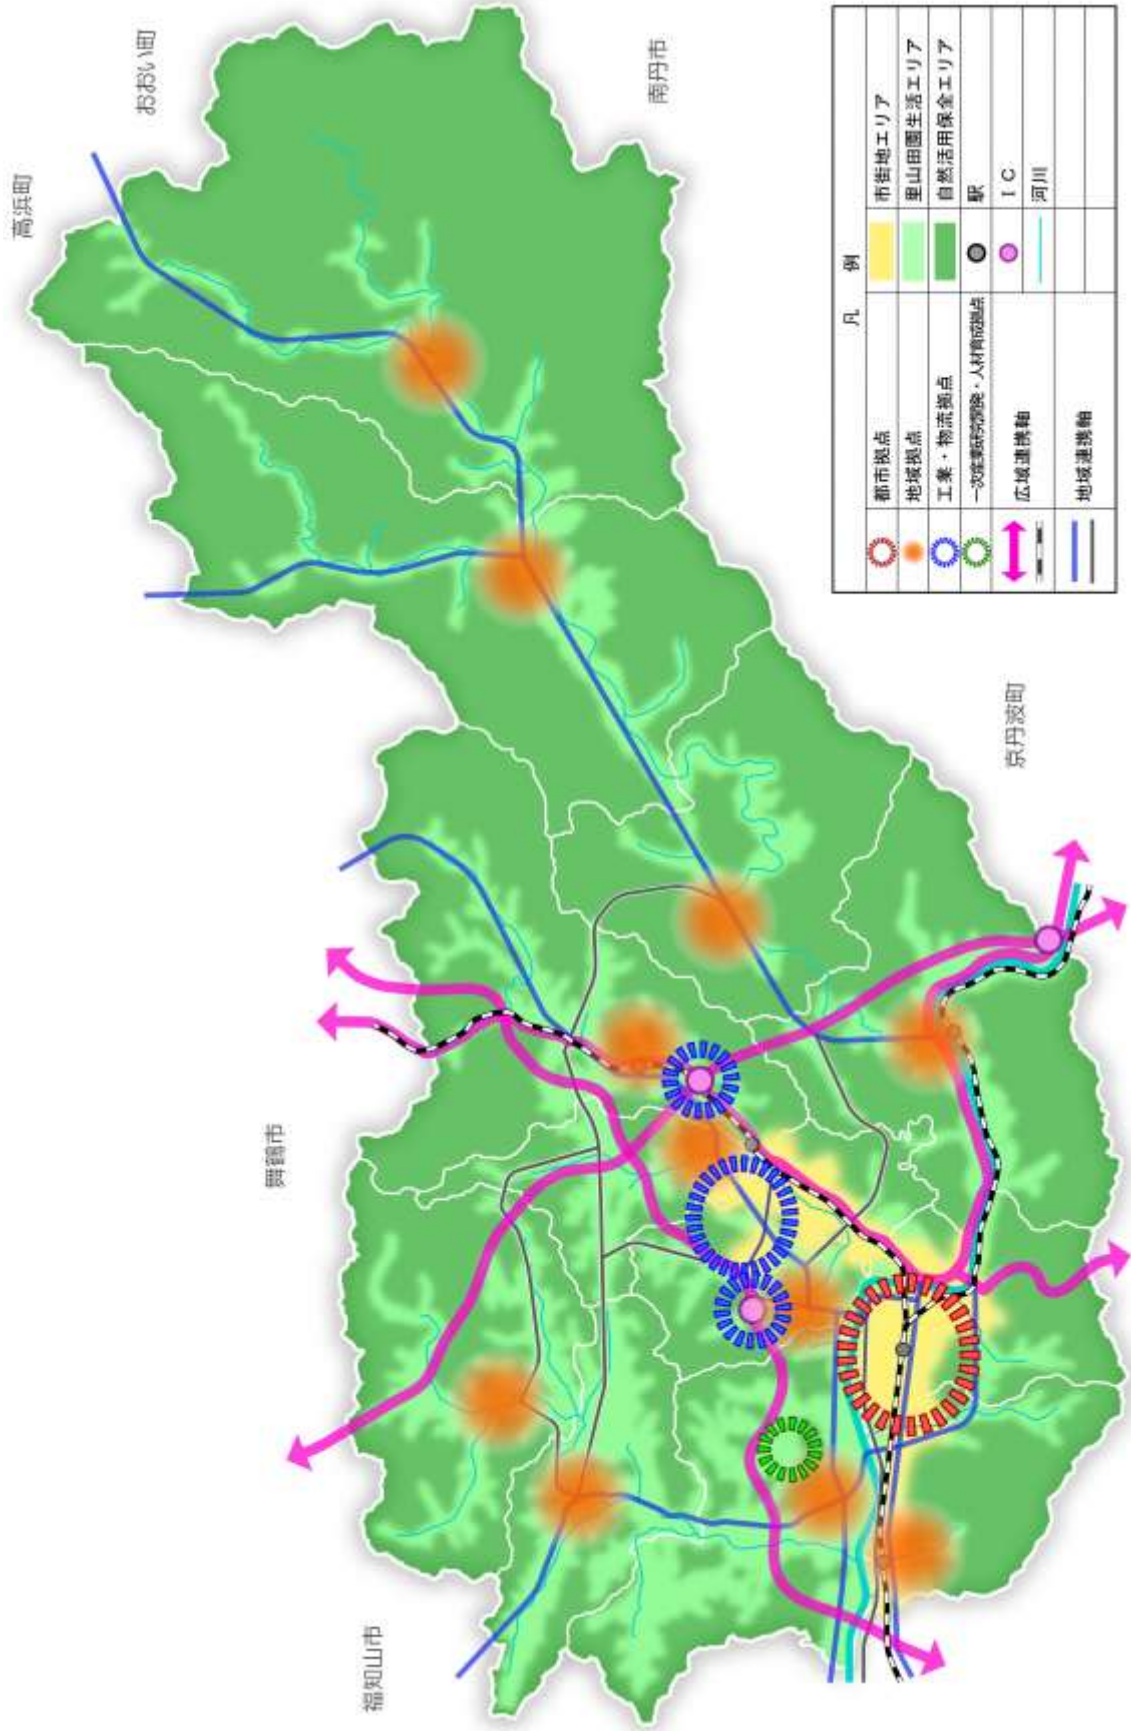 高浜町
おおい町
南丹市
舞鶴市
福知山市
京丹波町
凡 例
都市拠点
市街地エリア
地域拠点
里山田園生活エリア
工業・物流拠点
自然活用保全エリア
一次産業研究開発・人材育成拠点
駅
広域連携軸
IC
河川
地域連携軸